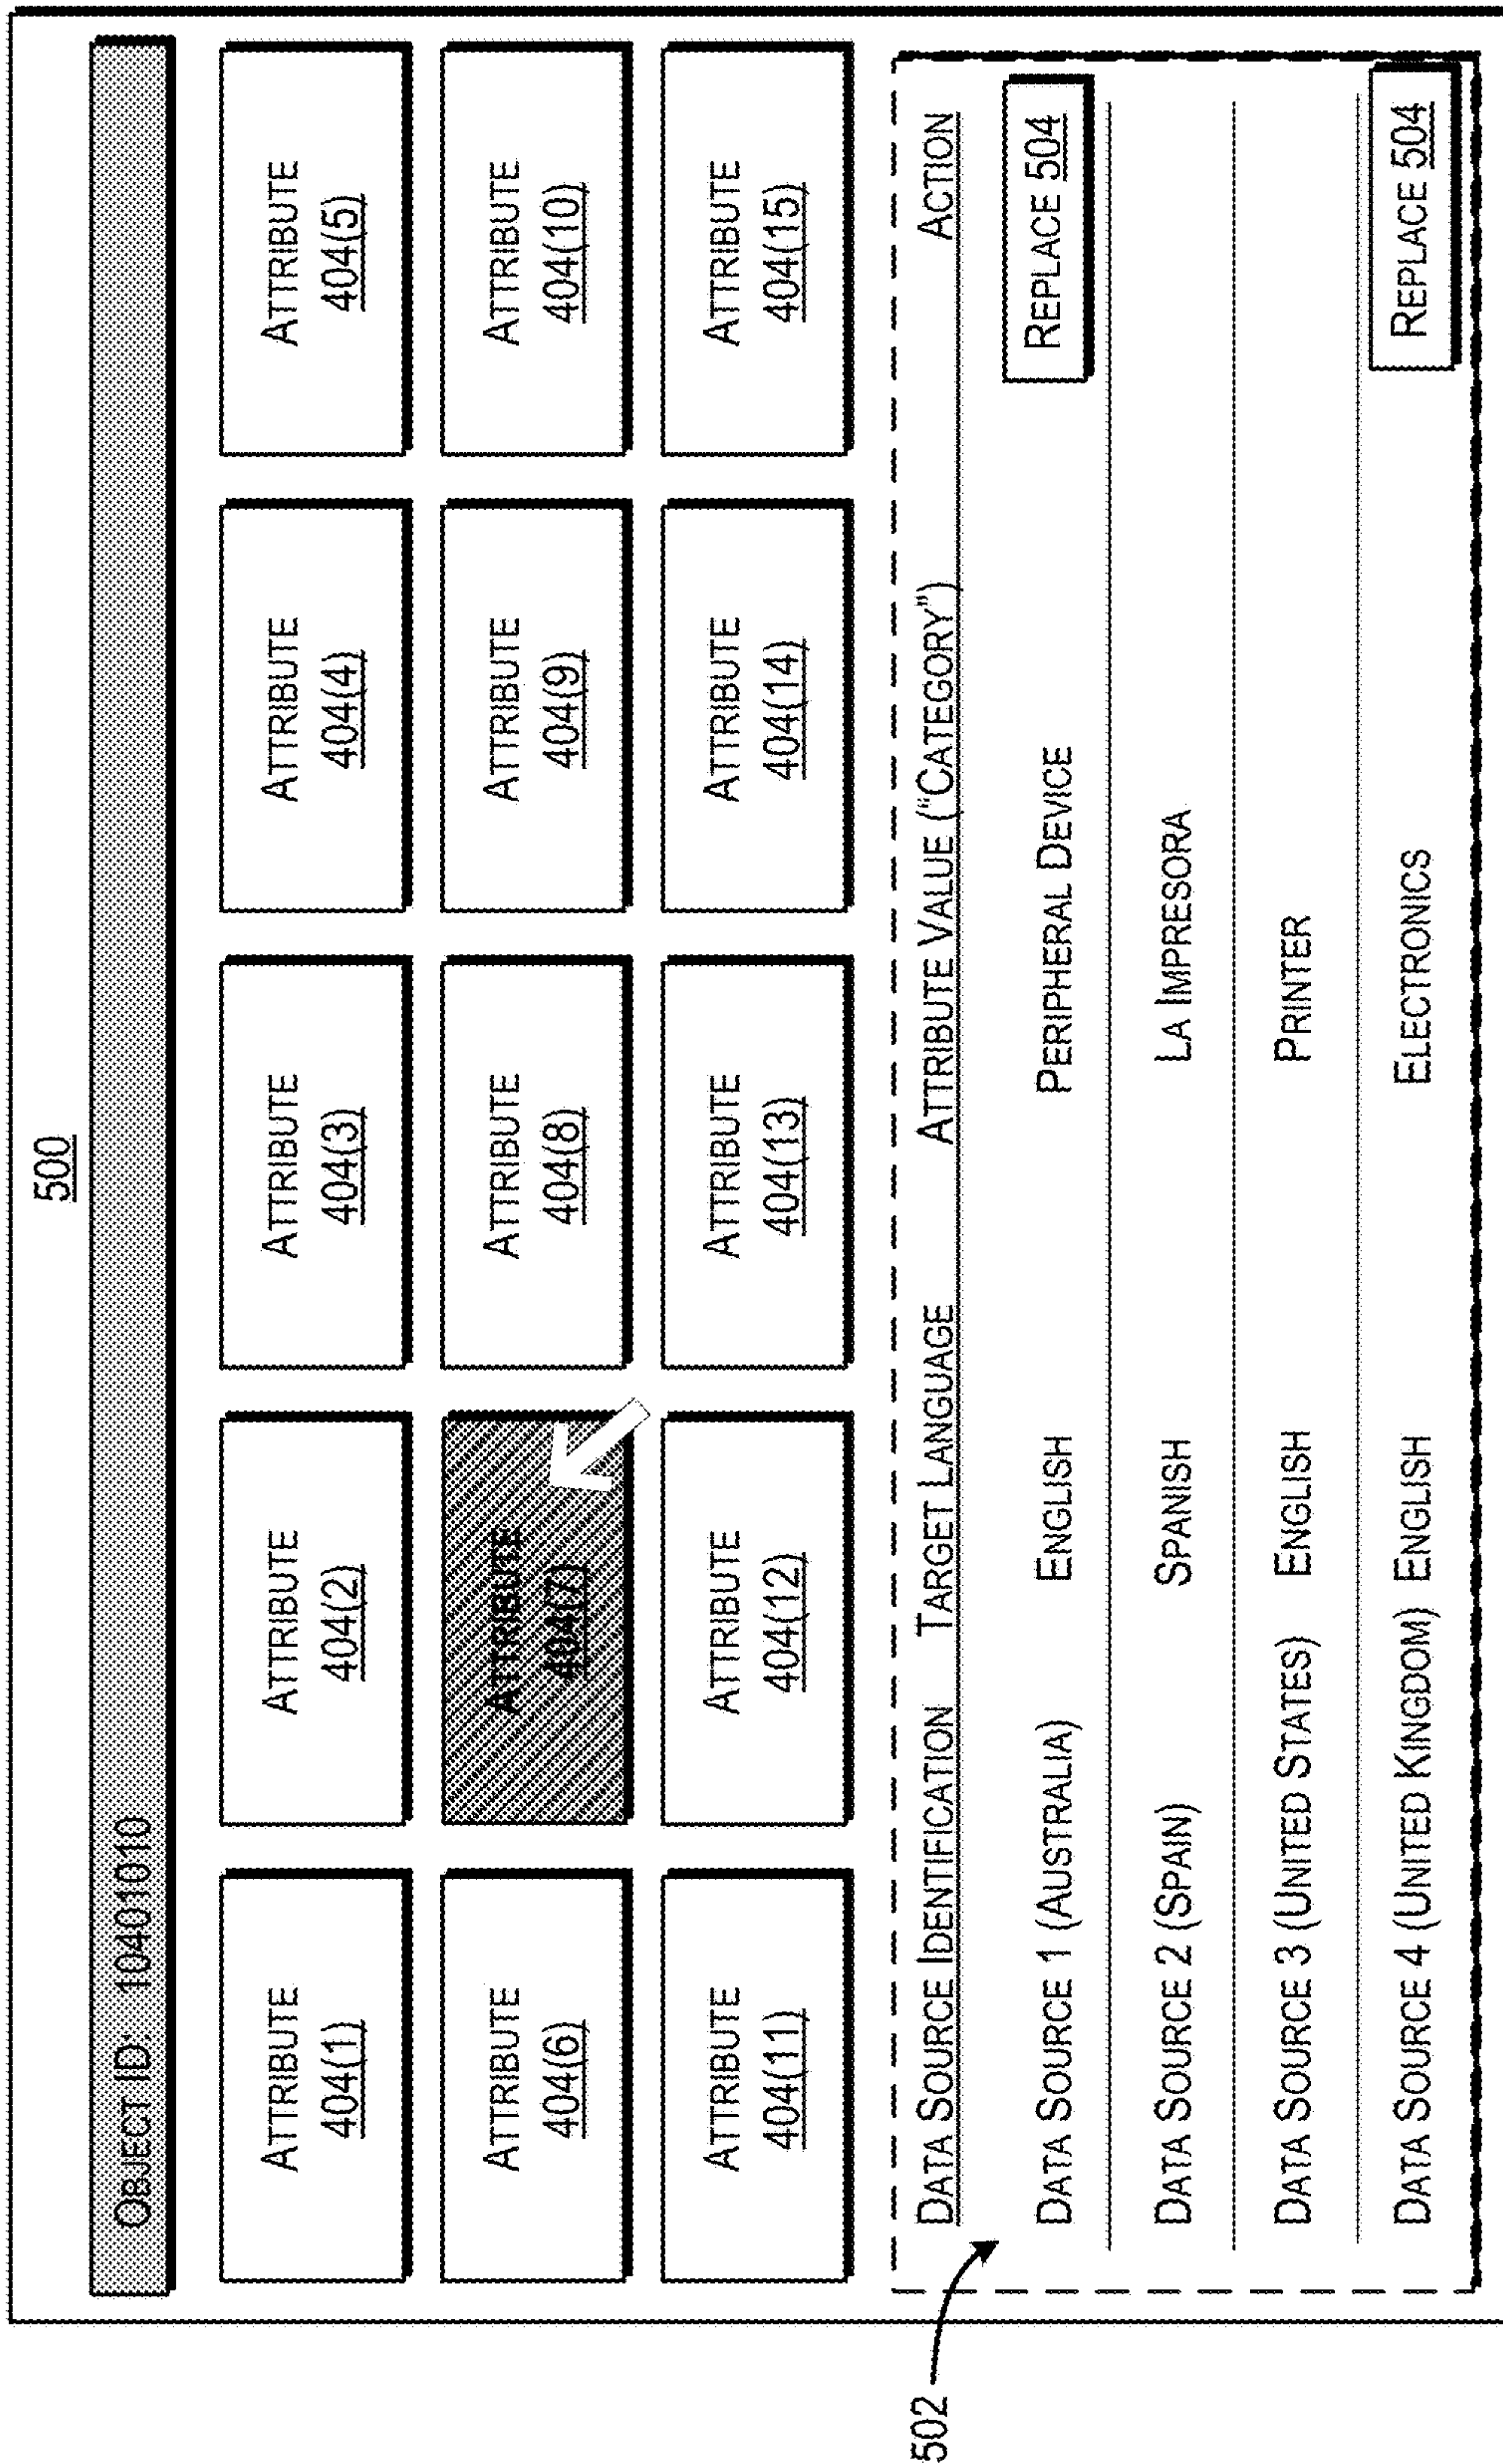 500
OBJECT ID: 10401010
ATTRIBUTE
404(1)
ATTRIBUTE
404(2)
ATTRIBUTE
404(3)
ATTRIBUTE
404(4)
ATTRIBUTE
404(5)
ATTRIBUTE
404(6)
ATTRIBUTE
404(7)
ATTRIBUTE
404(8)
ATTRIBUTE
404(9)
ATTRIBUTE
404(10)
ATTRIBUTE
404(11)
ATTRIBUTE
404(12)
ATTRIBUTE
404(13)
ATTRIBUTE
404(14)
ATTRIBUTE
404(15)
502
DATA SOURCE IDENTIFICATION TARGET LANGUAGE ATTRIBUTE VALUE (“CATEGORY”) ACTION
DATA SOURCE 1 (AUSTRALIA) ENGLISH PERIPHERAL DEVICE REPLACE 504
DATA SOURCE 2 (SPAIN) SPANISH LA IMPRESORA
DATA SOURCE 3 (UNITED STATES) ENGLISH PRINTER
DATA SOURCE 4 (UNITED KINGDOM) ENGLISH ELECTRONICS REPLACE 504